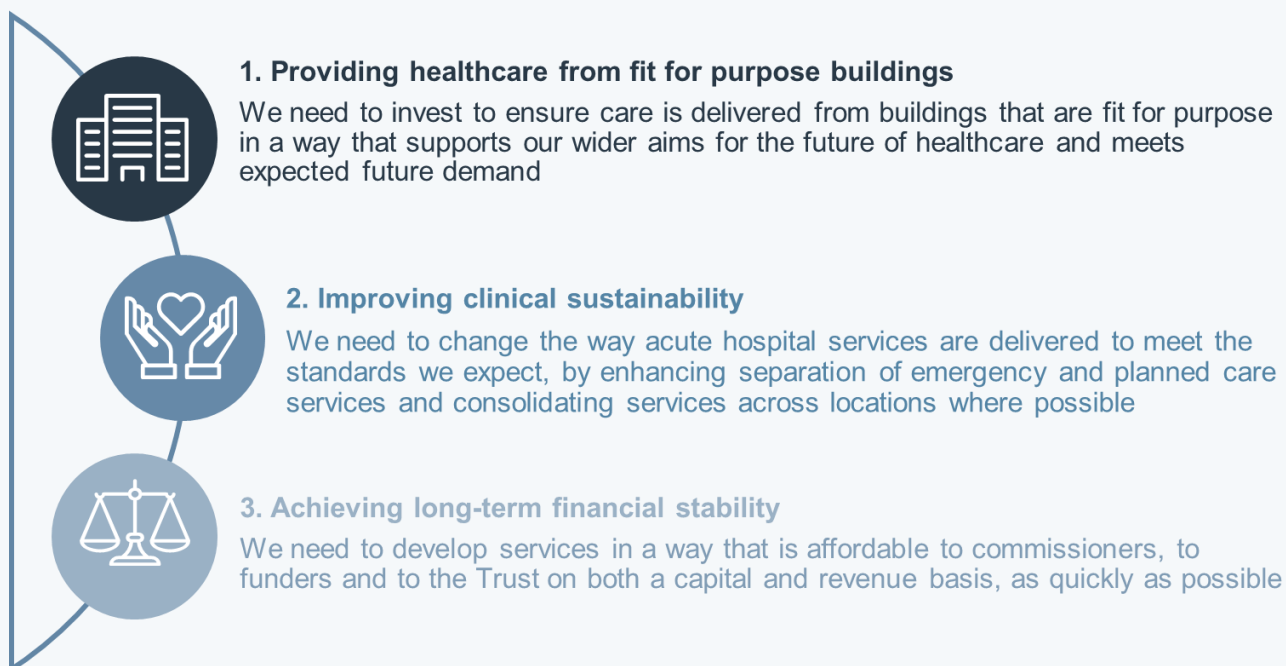 1. Providing healthcare from fit for purpose buildings
We need to invest to ensure care is delivered from buildings that are fit for purpose
in a way that supports our wider aims for the future of healthcare and meets
expected future demand
2. Improving clinical sustainability
We need to change the way acute hospital services are delivered to meet the
standards we expect, by enhancing separation of emergency and planned care
services and consolidating services across locations where possible
3. Achieving long-term financial stability
We need to develop services in a way that is affordable to commissioners, to
funders and to the Trust on both a capital and revenue basis, as quickly as possible